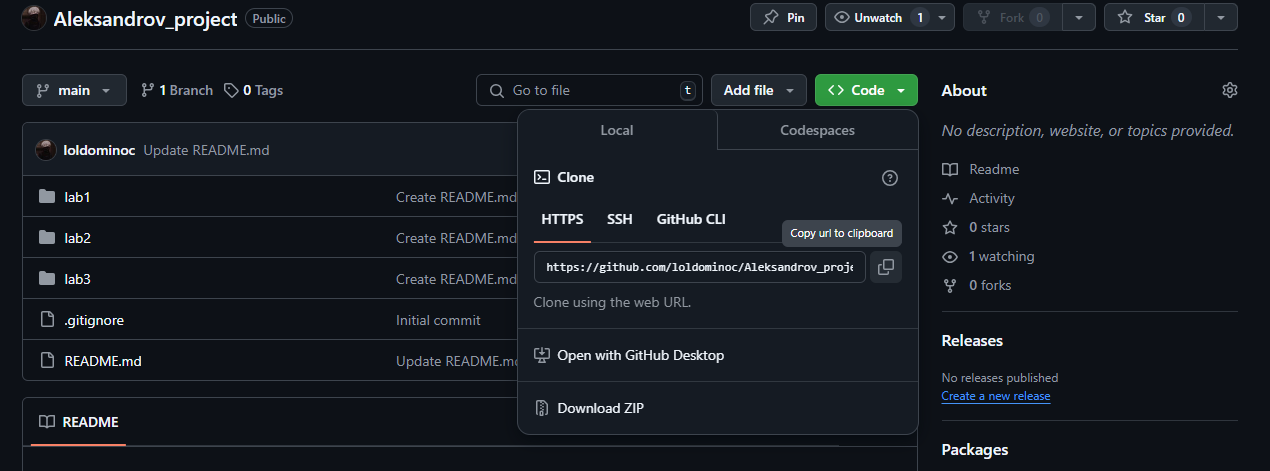 Aleksandrov_project Public Pin Unwatch 1 Fork 0 Star 0
main 1 Branch 0 Tags Go to file t Add file Code
About
No description, website, or topics provided.
Readme
Activity
0 stars
1 watching
0 forks
Releases
No releases published
Create a new release
Packages
loldominoc Update README.md
lab1 Create README.md
lab2 Create README.md
lab3 Create README.md
.gitignore Initial commit
README.md Update README.md
README
Local Codespaces
Clone
HTTPS SSH GitHub CLI
Copy url to clipboard
https://github.com/loldominoc/Aleksandrov_proje
Clone using the web URL.
Open with GitHub Desktop
Download ZIP